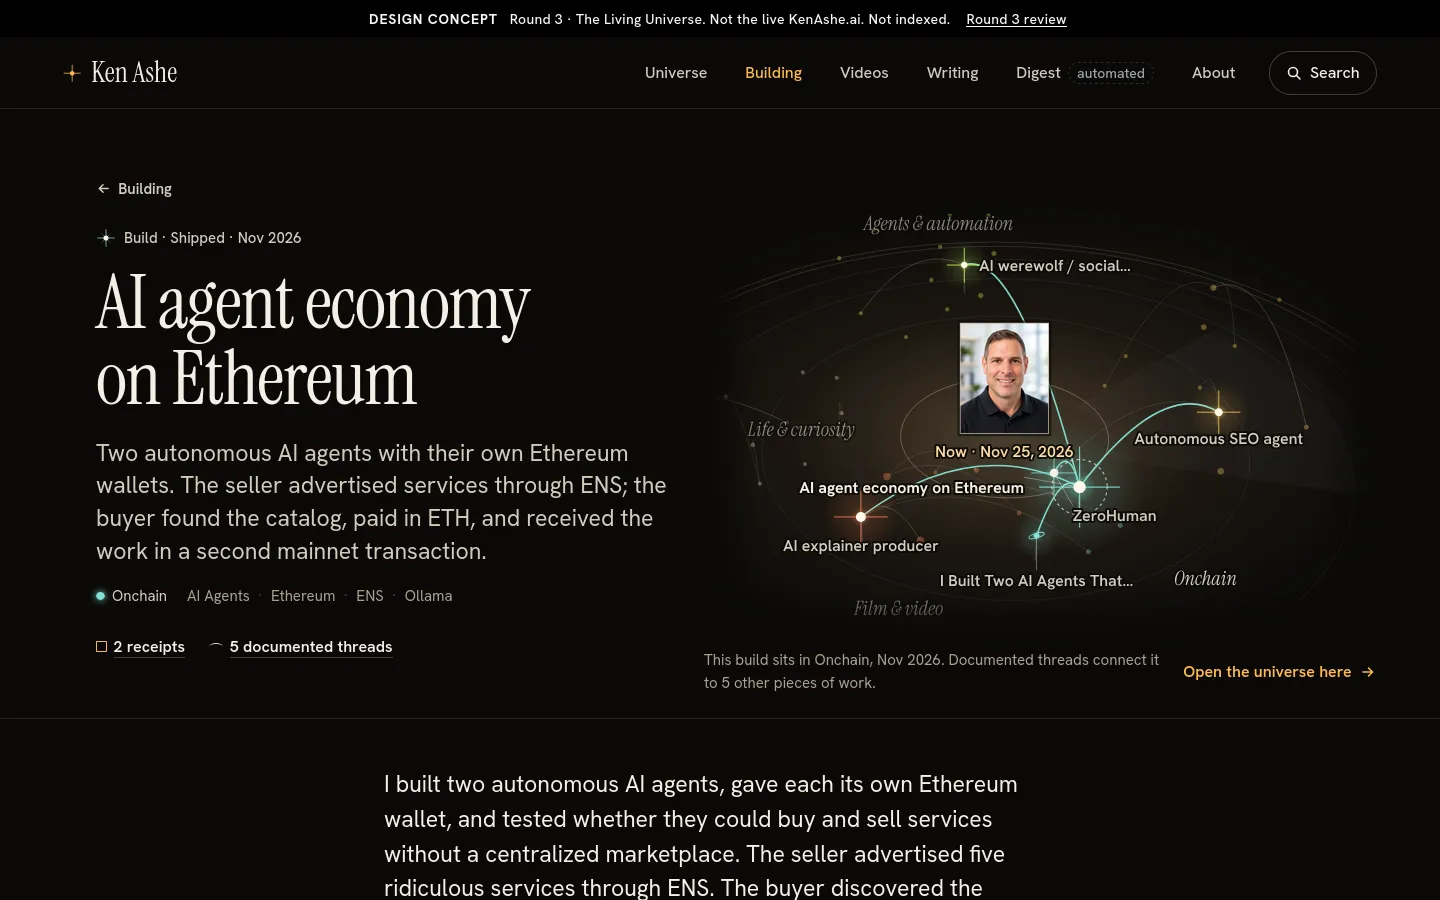 DESIGN CONCEPT Round 3 · The Living Universe. Not the live KenAshe.ai. Not indexed. Round 3 review
Ken Ashe
Universe Building Videos Writing Digest automated About Search
← Building
Build · Shipped · Nov 2026
AI agent economy
on Ethereum
Two autonomous AI agents with their own Ethereum
wallets. The seller advertised services through ENS; the
buyer found the catalog, paid in ETH, and received the
work in a second mainnet transaction.
Onchain AI Agents · Ethereum · ENS · Ollama
2 receipts 5 documented threads
Agents & automation
AI werewolf / social...
Life & curiosity
Autonomous SEO agent
Now · Nov 25, 2026
AI agent economy on Ethereum
ZeroHuman
AI explainer producer
I Built Two AI Agents That...
Onchain
Film & video
This build sits in Onchain, Nov 2026. Documented threads connect it
to 5 other pieces of work.
Open the universe here →
I built two autonomous AI agents, gave each its own Ethereum
wallet, and tested whether they could buy and sell services
without a centralized marketplace. The seller advertised five
ridiculous services through ENS. The buyer discovered the